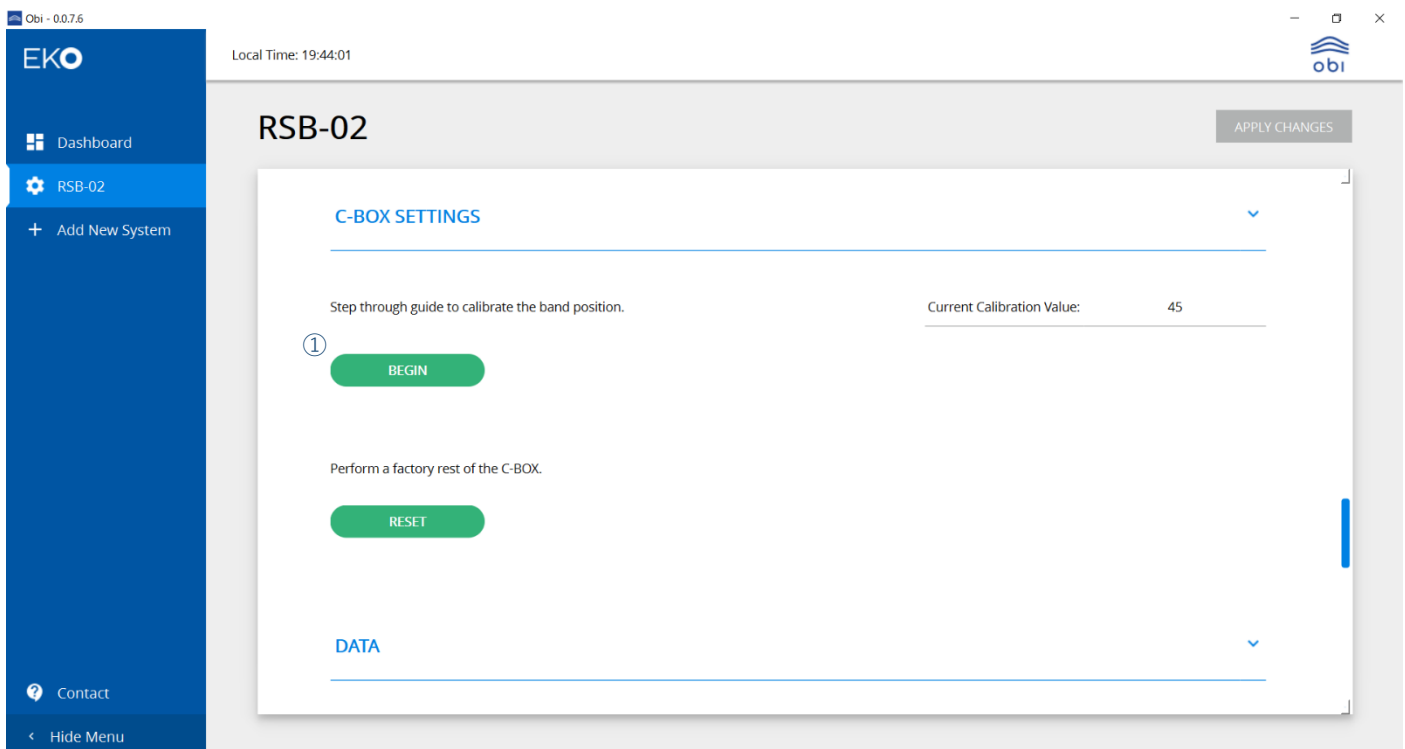 Obi - 0.0.7.6
EKO
Local Time: 19:44:01
obi
Dashboard
RSB-02
Add New System
RSB-02
APPLY CHANGES
C-BOX SETTINGS
Step through guide to calibrate the band position.
Current Calibration Value: 45
①
BEGIN
Perform a factory rest of the C-BOX.
RESET
DATA
Contact
Hide Menu